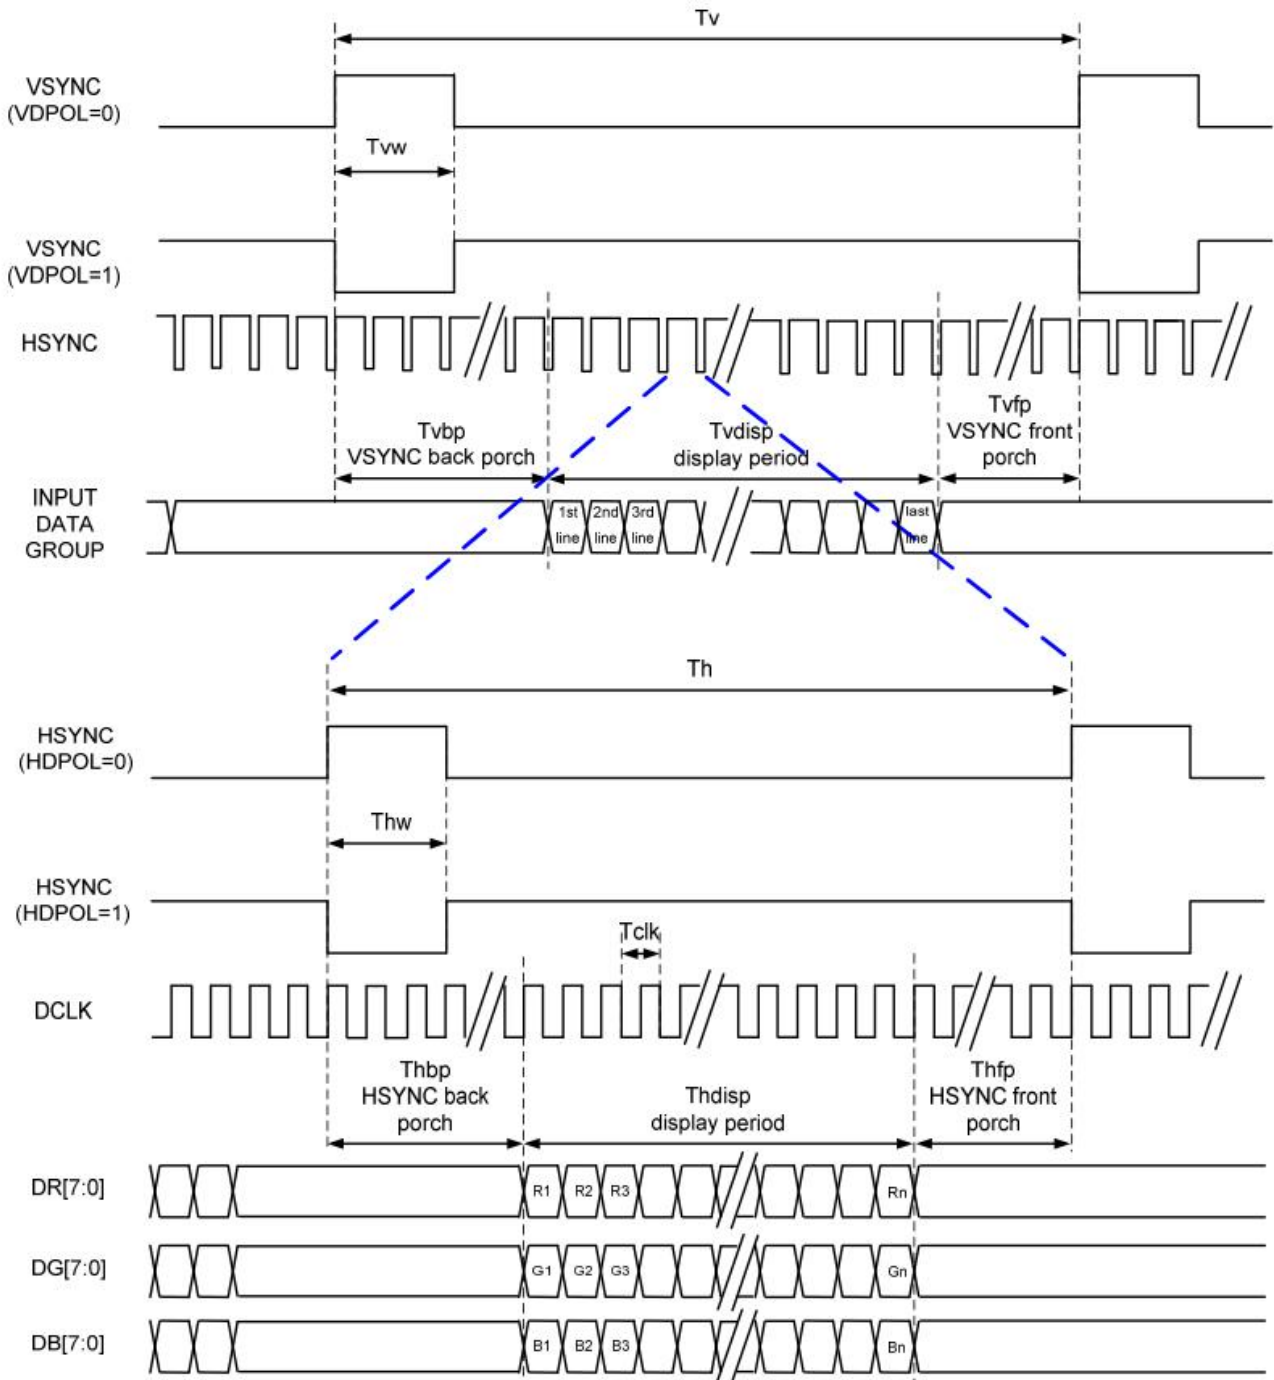 Tv
VSYNC
(VDPOL=0)
Tvw
VSYNC
(VDPOL=1)
HSYNC
Tvbp
VSYNC back porch
Tvdisp
display period
Tvfp
VSYNC front
porch
INPUT
DATA
GROUP
1st
line
2nd
line
3rd
line
last
line
Th
HSYNC
(HDPOL=0)
Thw
HSYNC
(HDPOL=1)
Tclk
DCLK
Thbp
HSYNC back
porch
Thdisp
display period
Thfp
HSYNC front
porch
DR[7:0]
R1 R2 R3 Rn
DG[7:0]
G1 G2 G3 Gn
DB[7:0]
B1 B2 B3 Bn